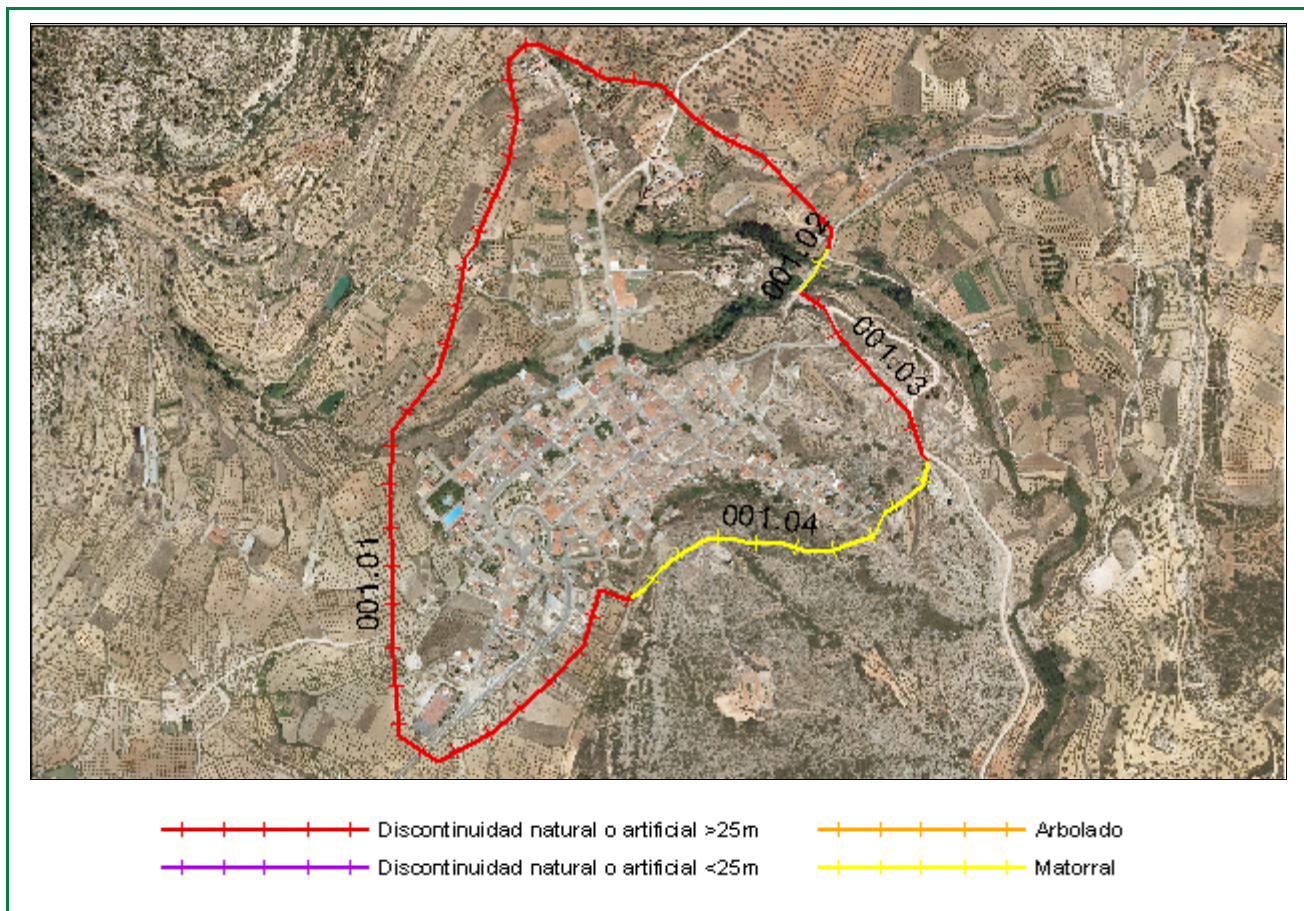 001.02
001.03
001.04
001.01
Discontinuidad natural o artificial >25m
Arbolado
Discontinuidad natural o artificial <25m
Matorral